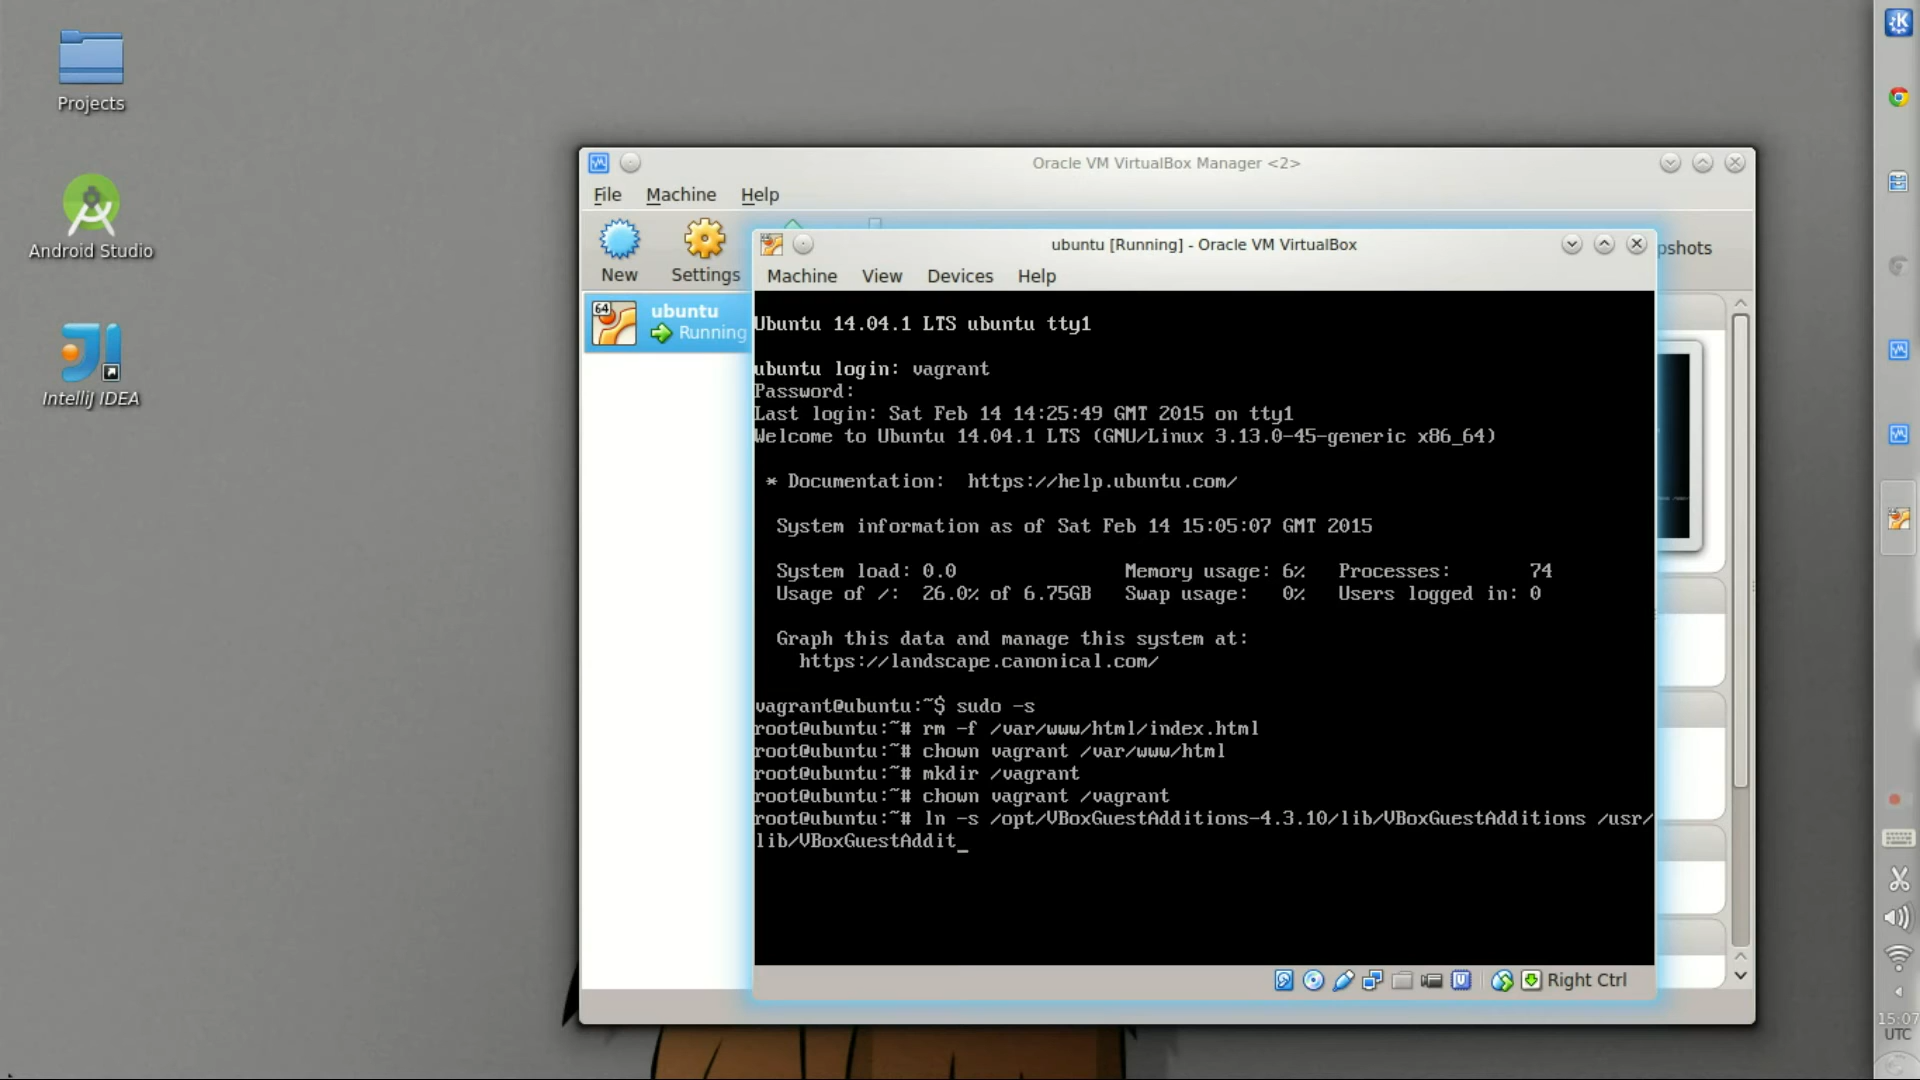 Projects
Android Studio
IntelliJ IDEA
Oracle VM VirtualBox Manager <2>
File Machine Help
New Settings pshots
64 ubuntu
Running
ubuntu [Running] - Oracle VM VirtualBox
Machine View Devices Help
Ubuntu 14.04.1 LTS ubuntu tty1
ubuntu login: vagrant
Password:
Last login: Sat Feb 14 14:25:49 GMT 2015 on tty1
Welcome to Ubuntu 14.04.1 LTS (GNU/Linux 3.13.0-45-generic x86_64)
* Documentation: https://help.ubuntu.com/
System information as of Sat Feb 14 15:05:07 GMT 2015
System load: 0.0 Memory usage: 6% Processes: 74
Usage of /: 26.0% of 6.75GB Swap usage: 0% Users logged in: 0
Graph this data and manage this system at:
https://landscape.canonical.com/
vagrant@ubuntu:~$ sudo -s
root@ubuntu:~# rm -f /var/www/html/index.html
root@ubuntu:~# chown vagrant /var/www/html
root@ubuntu:~# mkdir /vagrant
root@ubuntu:~# chown vagrant /vagrant
root@ubuntu:~# ln -s /opt/VBoxGuestAdditions-4.3.10/lib/VBoxGuestAdditions /usr/
lib/VBoxGuestAddit_
Right Ctrl
15:07
UTC